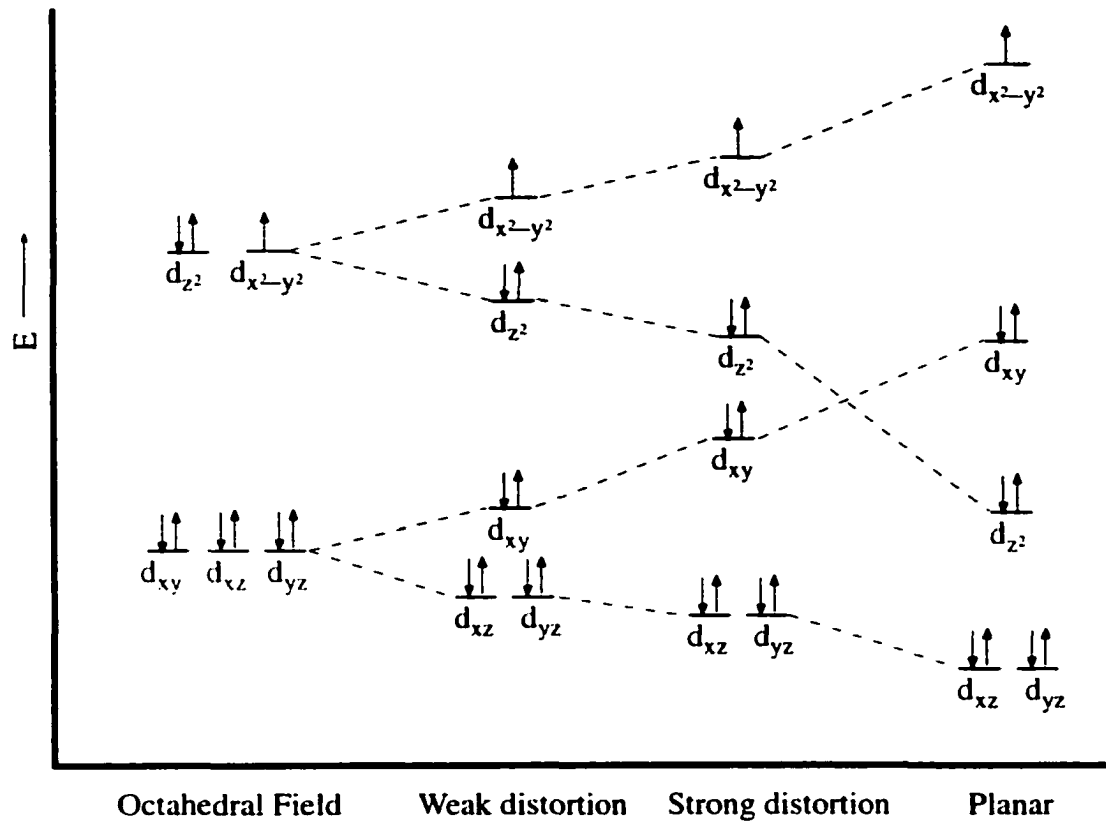 E
d_{x²−y²}
d_{x²−y²}
d_{x²−y²}
d_{z²} d_{x²−y²}
d_{z²}
d_{z²}
d_{xy}
d_{xy}
d_{xy}
d_{z²}
d_{xy} d_{xz} d_{yz}
d_{xz} d_{yz}
d_{xz} d_{yz}
d_{xz} d_{yz}
Octahedral Field Weak distortion Strong distortion Planar